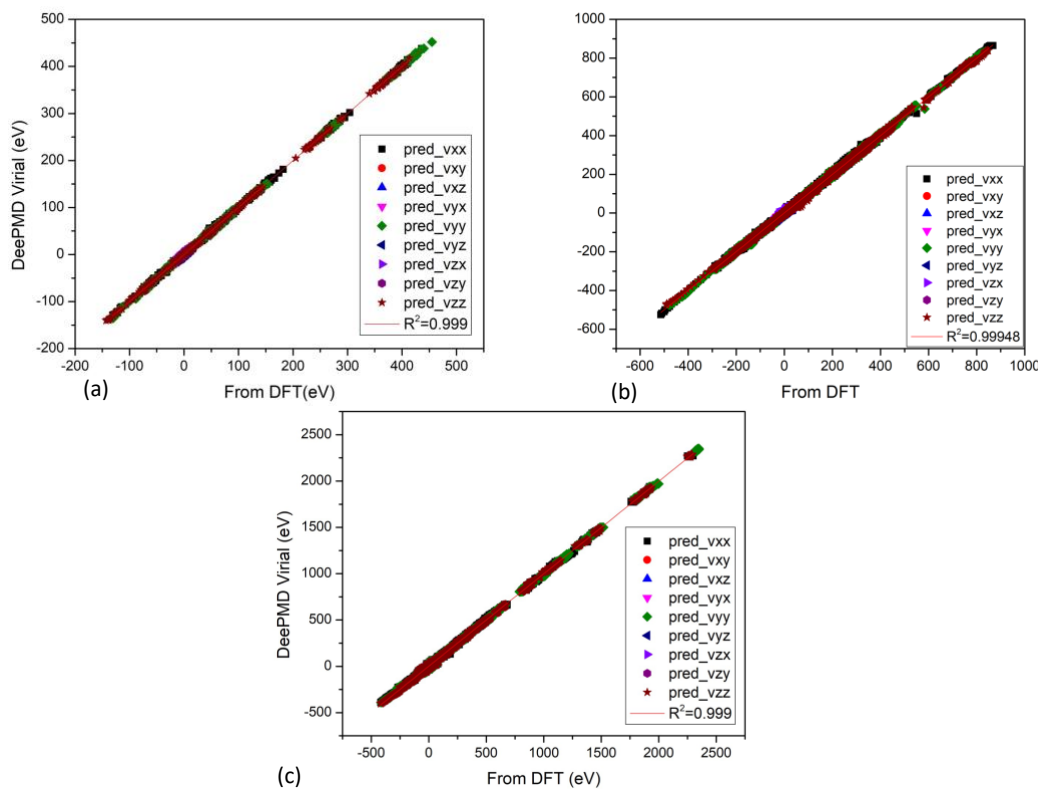 500
400
300
200
100
0
-100
-200
DeePMD Virial (eV)
pred_vxx
pred_vxy
pred_vxz
pred_vyx
pred_vyy
pred_vyz
pred_vzx
pred_vzy
pred_vzz
R²=0.999
-200 -100 0 100 200 300 400 500
(a) From DFT(eV)
1000
800
600
400
200
0
-200
-400
-600
pred_vxx
pred_vxy
pred_vxz
pred_vyx
pred_vyy
pred_vyz
pred_vzx
pred_vzy
pred_vzz
R²=0.99948
-600 -400 -200 0 200 400 600 800 1000
(b) From DFT
2500
2000
1500
1000
500
0
-500
DeePMD Virial (eV)
pred_vxx
pred_vxy
pred_vxz
pred_vyx
pred_vyy
pred_vyz
pred_vzx
pred_vzy
pred_vzz
R²=0.999
-500 0 500 1000 1500 2000 2500
(c) From DFT (eV)